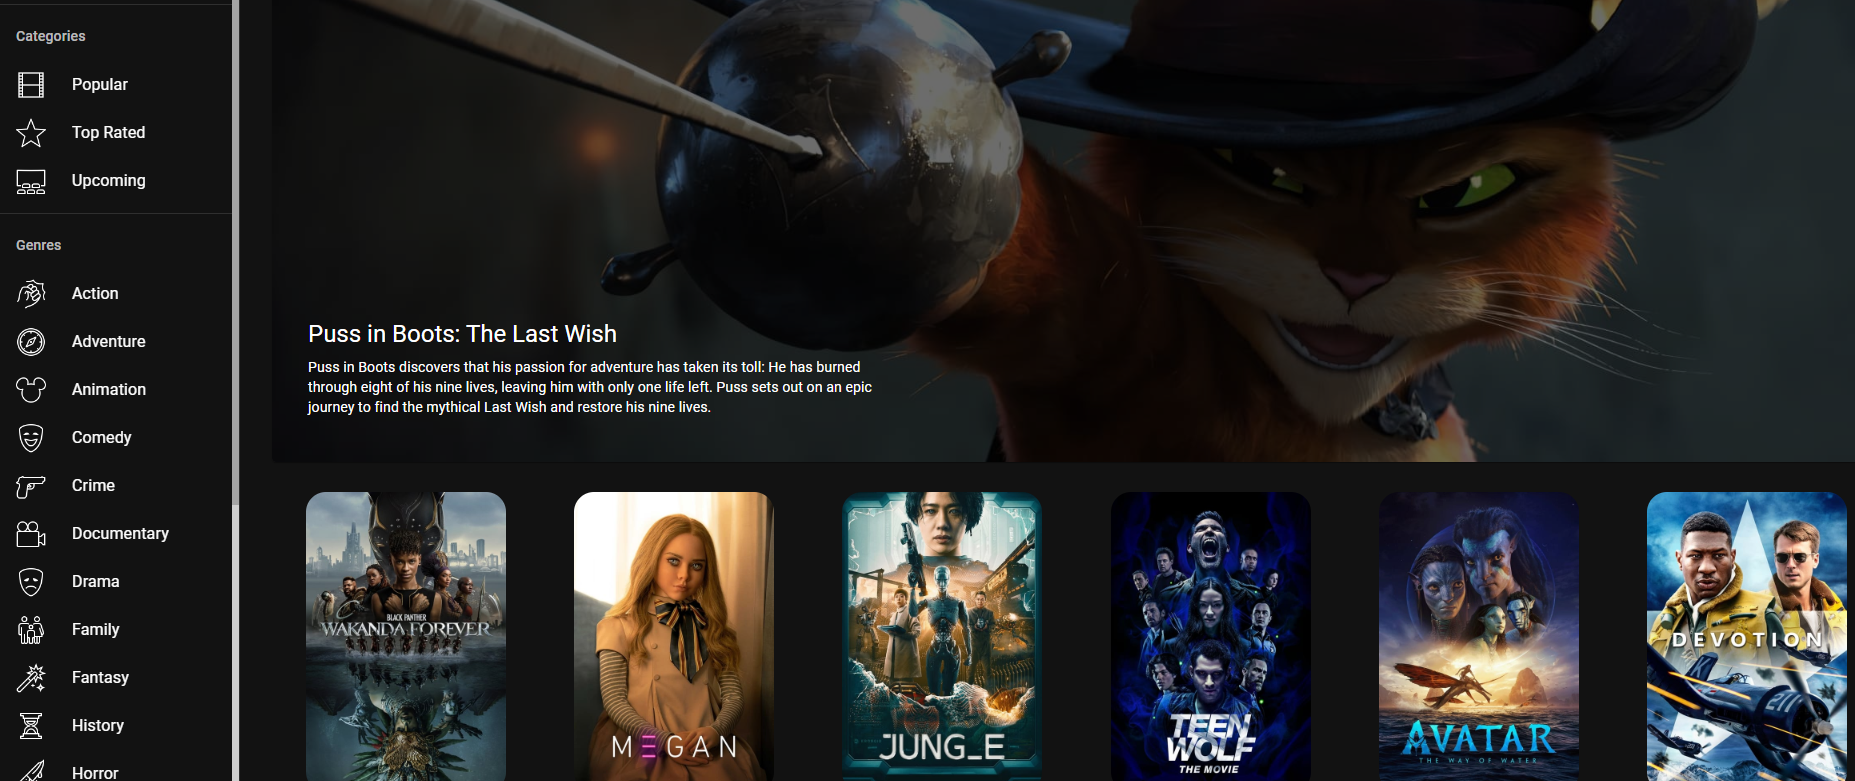 Categories
Popular
Top Rated
Upcoming
Genres
Action
Adventure
Animation
Comedy
Crime
Documentary
Drama
Family
Fantasy
History
Horror
Puss in Boots: The Last Wish
Puss in Boots discovers that his passion for adventure has taken its toll: He has burned
through eight of his nine lives, leaving him with only one life left. Puss sets out on an epic
journey to find the mythical Last Wish and restore his nine lives.
BLACK PANTHER
WAKANDA FOREVER
MEGAN
JUNG_E
TEEN
WOLF
THE MOVIE
AVATAR
THE WAY OF WATER
DEVOTION